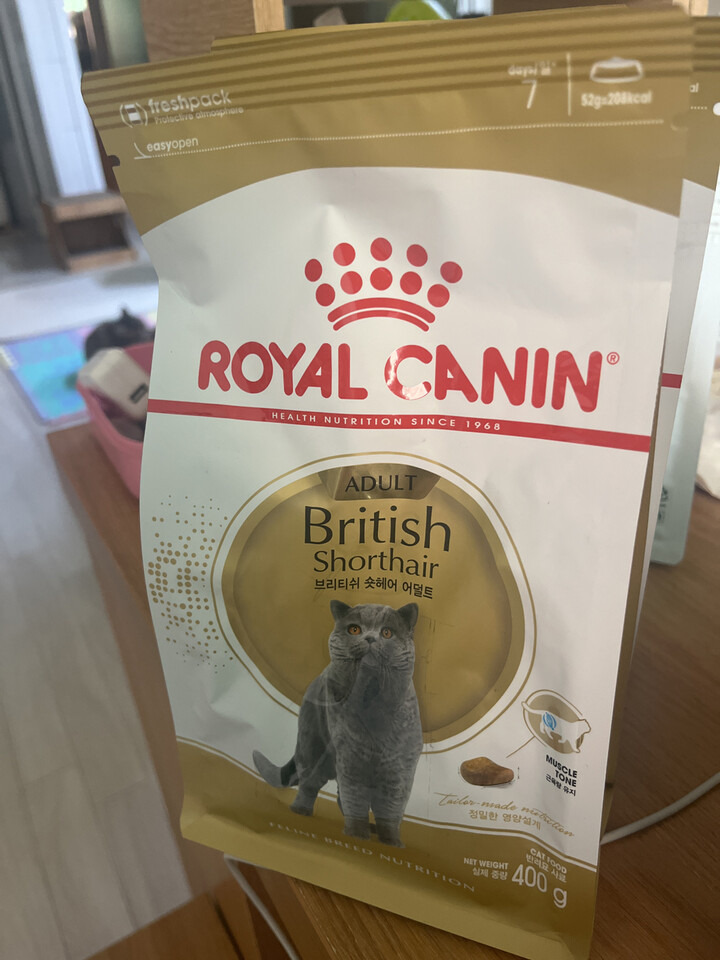 freshpack
Protective atmosphere
easyopen
7
52g=208kcal
ROYAL CANIN®
HEALTH NUTRITION SINCE 1968
ADULT
British
Shorthair
브리티쉬 숏헤어 어덜트
MUSCLE
TONE
근육량 유지
Tailor-made nutrition
정밀한 영양설계
FELINE BREED NUTRITION
CAT FOOD
반려묘 사료
NET WEIGHT
실제 중량
400 g